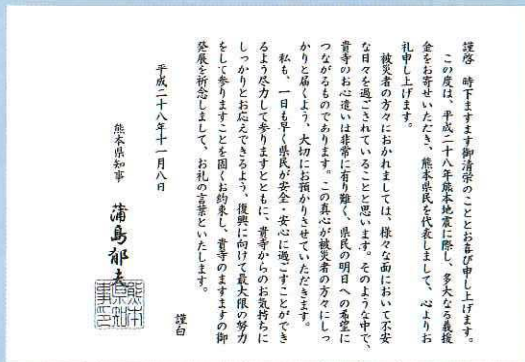 謹啓　時下ますます御清栄のこととお喜び申し上げます。
この度は、平成二十八年熊本地震に際し、多大なる義援
金をお寄せいただき、熊本県民を代表しまして、心よりお
礼申し上げます。
被災者の方々におかれましては、様々な面において不安
な日々を過ごされていることと思います。そのような中で、
貴寺のお心遣いは非常に有り難く、県民の明日への希望に
つながるものであります。この真心が被災者の方々にしっ
かりと届くよう、大切にお預かりさせていただきます。
私も、一日も早く県民が安全・安心に過ごすことができ
るよう尽力して参りますとともに、貴寺からのお気持ちに
しっかりとお応えできるよう、復興に向けて最大限の努力
をして参りますことを固くお約束し、貴寺のますますの御
発展を祈念しまして、お礼の言葉といたします。
謹白
平成二十八年十一月八日
熊本県知事　蒲島郁夫
熊本県知事印